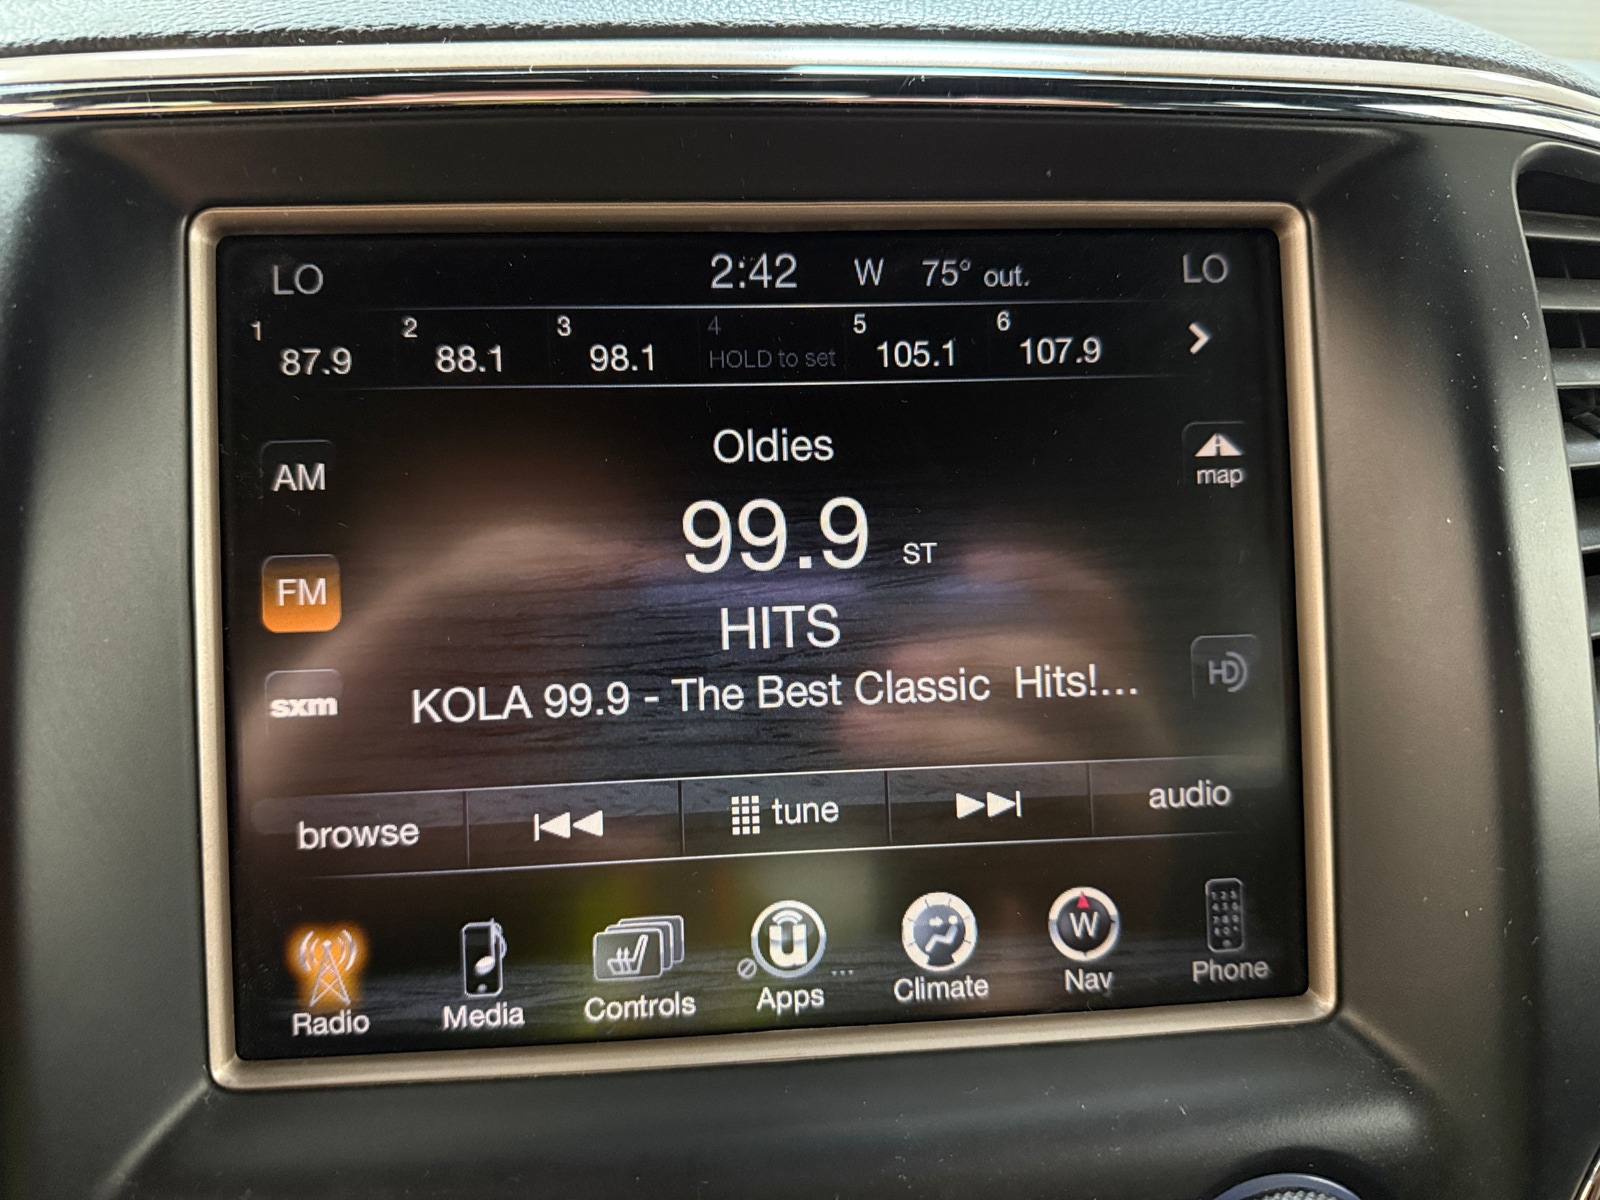 LO 2:42 W 75° out. LO
1 87.9 2 88.1 3 98.1 4 HOLD to set 5 105.1 6 107.9
Oldies
AM
map
99.9 ST
FM
HITS
HD
sxm
KOLA 99.9 - The Best Classic Hits!...
browse tune audio
W
Radio Media Controls Apps Climate Nav Phone